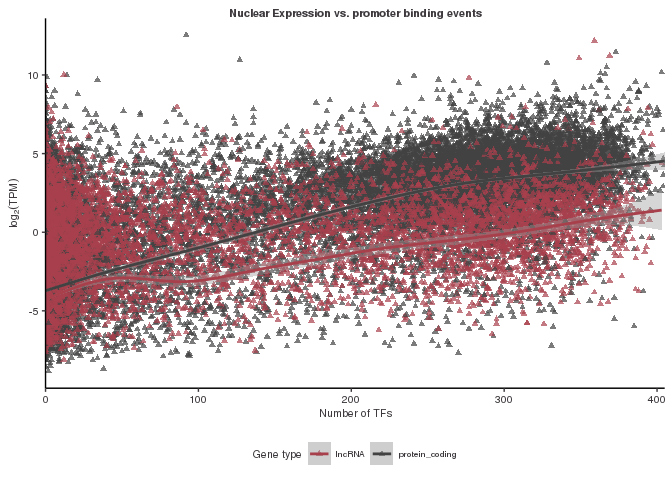 Nuclear Expression vs. promoter binding events
10
5
0
-5
log₂(TPM)
0 100 200 300 400
Number of TFs
Gene type lncRNA protein_coding